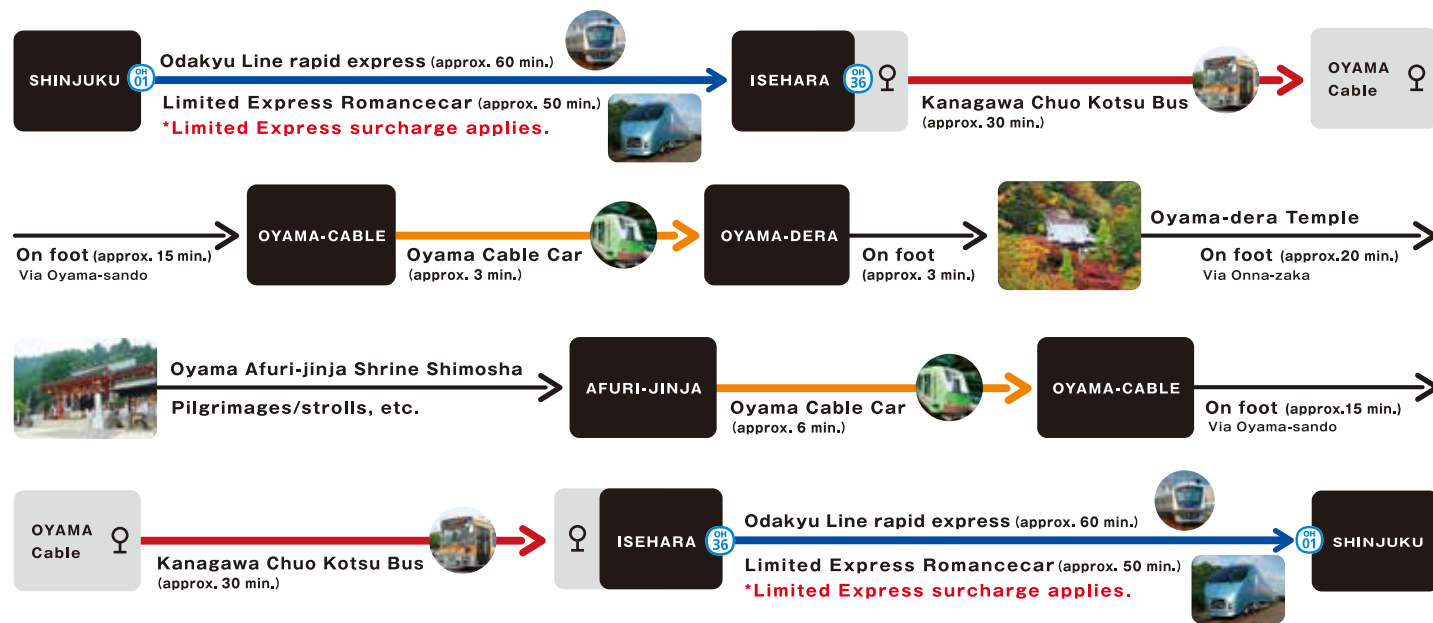 SHINJUKU
OH
01
Odakyu Line rapid express (approx. 60 min.)
Limited Express Romancecar (approx. 50 min.)
*Limited Express surcharge applies.
ISEHARA
OH
36
Kanagawa Chuo Kotsu Bus
(approx. 30 min.)
OYAMA
Cable
On foot (approx. 15 min.)
Via Oyama-sando
OYAMA-CABLE
Oyama Cable Car
(approx. 3 min.)
OYAMA-DERA
On foot
(approx. 3 min.)
Oyama-dera Temple
On foot (approx.20 min.)
Via Onna-zaka
Oyama Afuri-jinja Shrine Shimosha
Pilgrimages/strolls, etc.
AFURI-JINJA
Oyama Cable Car
(approx. 6 min.)
OYAMA-CABLE
On foot (approx.15 min.)
Via Oyama-sando
OYAMA
Cable
Kanagawa Chuo Kotsu Bus
(approx. 30 min.)
ISEHARA
OH
36
Odakyu Line rapid express (approx. 60 min.)
Limited Express Romancecar (approx. 50 min.)
*Limited Express surcharge applies.
OH
01
SHINJUKU